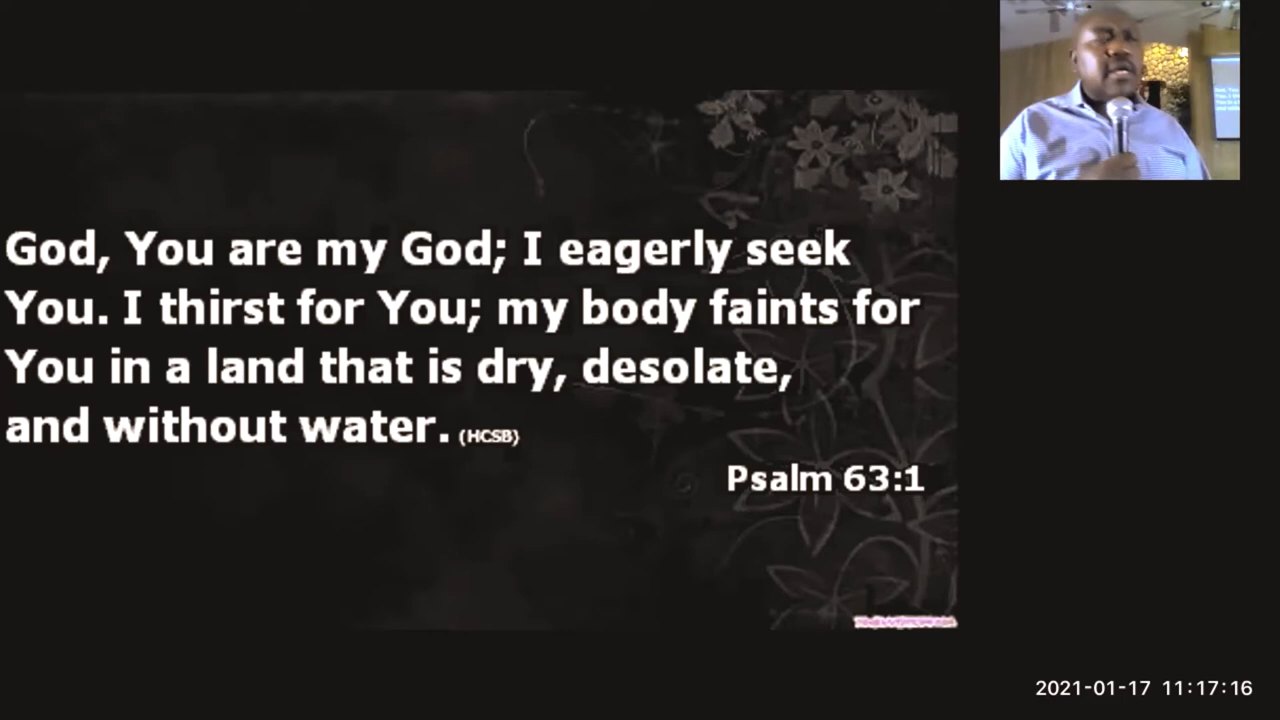 God, You are my God; I eagerly seek
You. I thirst for You; my body faints for
You in a land that is dry, desolate,
and without water. (HCSB)
Psalm 63:1
2021-01-17 11:17:16